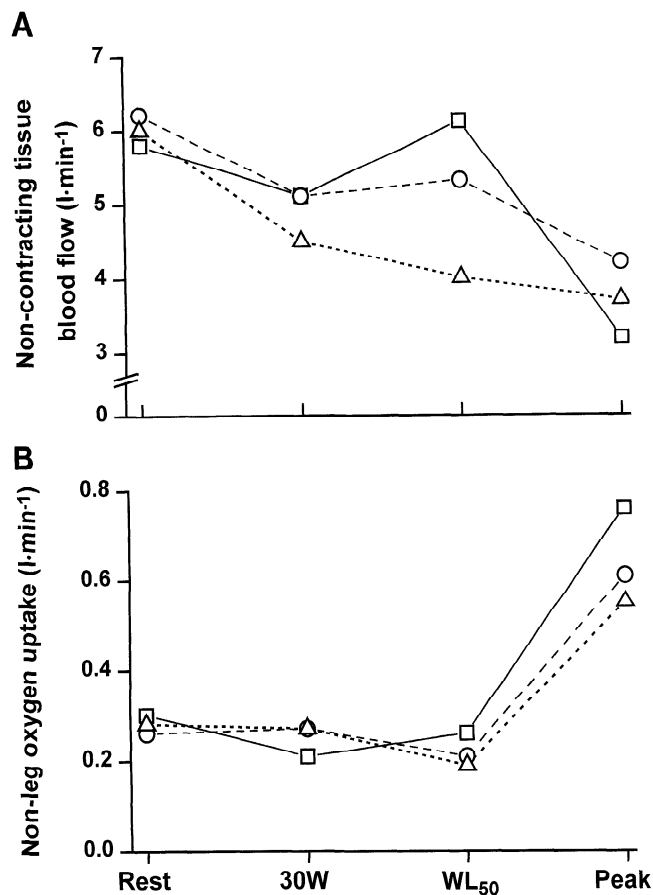 A
Non-contracting tissue
blood flow (l·min-1)
7
6
5
4
3
0
B
Non-leg oxygen uptake (l·min-1)
0.8
0.6
0.4
0.2
0.0
Rest 30W WL50 Peak